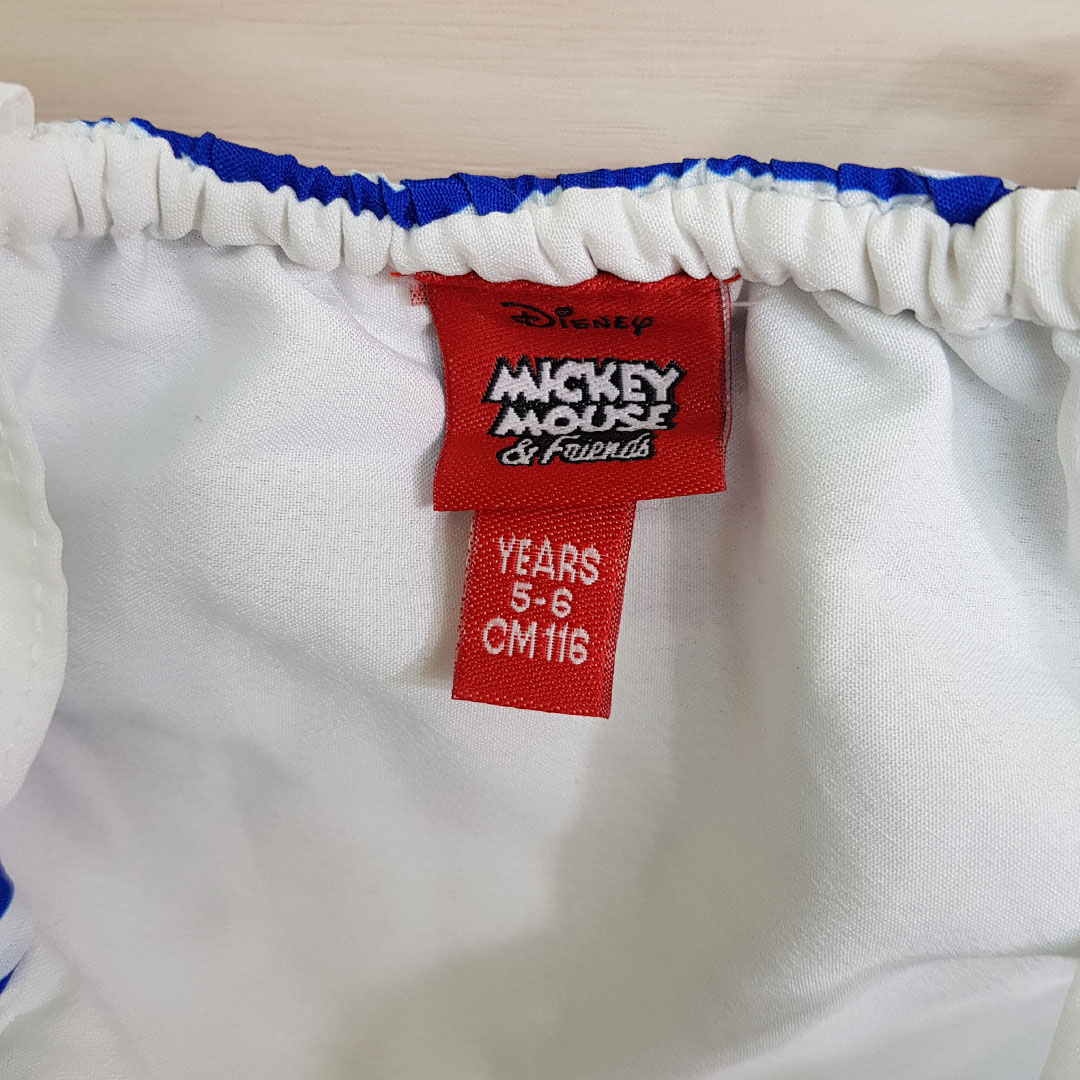 Disney
MICKEY
MOUSE
& Friends
YEARS
5-6
CM 116